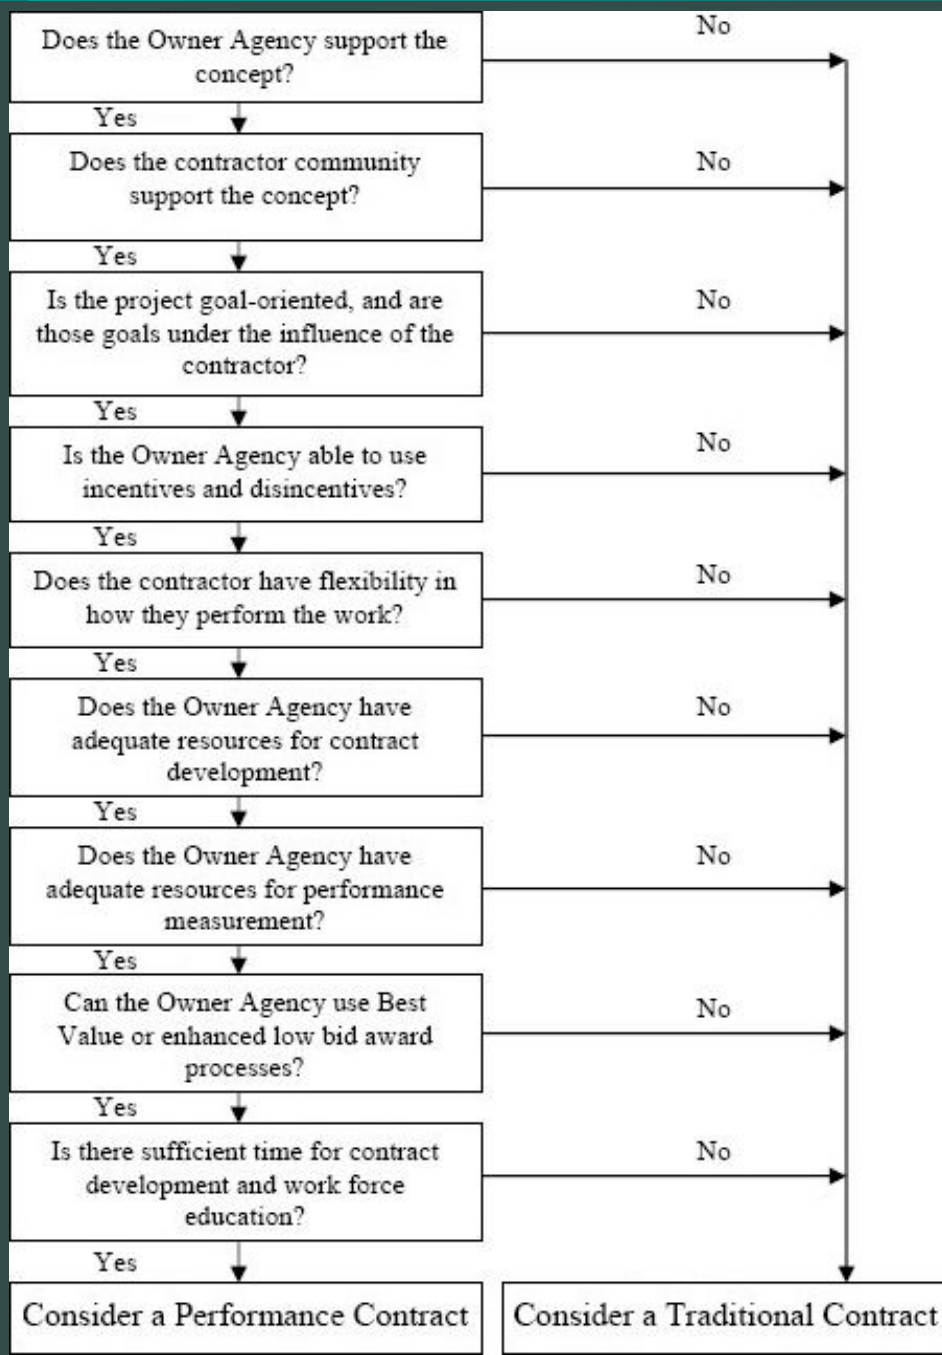 Does the Owner Agency support the
concept?
No
Yes
Does the contractor community
support the concept?
No
Yes
Is the project goal-oriented, and are
those goals under the influence of the
contractor?
No
Yes
Is the Owner Agency able to use
incentives and disincentives?
No
Yes
Does the contractor have flexibility in
how they perform the work?
No
Yes
Does the Owner Agency have
adequate resources for contract
development?
No
Yes
Does the Owner Agency have
adequate resources for performance
measurement?
No
Yes
Can the Owner Agency use Best
Value or enhanced low bid award
processes?
No
Yes
Is there sufficient time for contract
development and work force
education?
No
Yes
Consider a Performance Contract
Consider a Traditional Contract